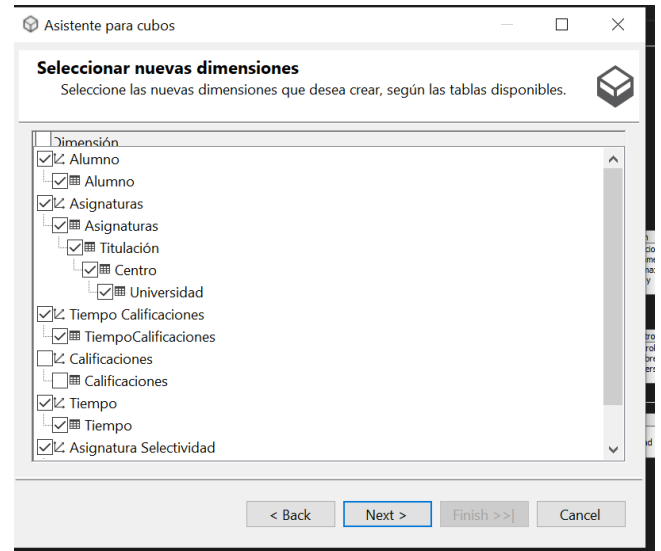 Asistente para cubos
Seleccionar nuevas dimensiones
Seleccione las nuevas dimensiones que desea crear, según las tablas disponibles.
Dimensión
Alumno
Alumno
Asignaturas
Asignaturas
Titulación
Centro
Universidad
Tiempo Calificaciones
TiempoCalificaciones
Calificaciones
Calificaciones
Tiempo
Tiempo
Asignatura Selectividad
< Back
Next >
Finish >>|
Cancel